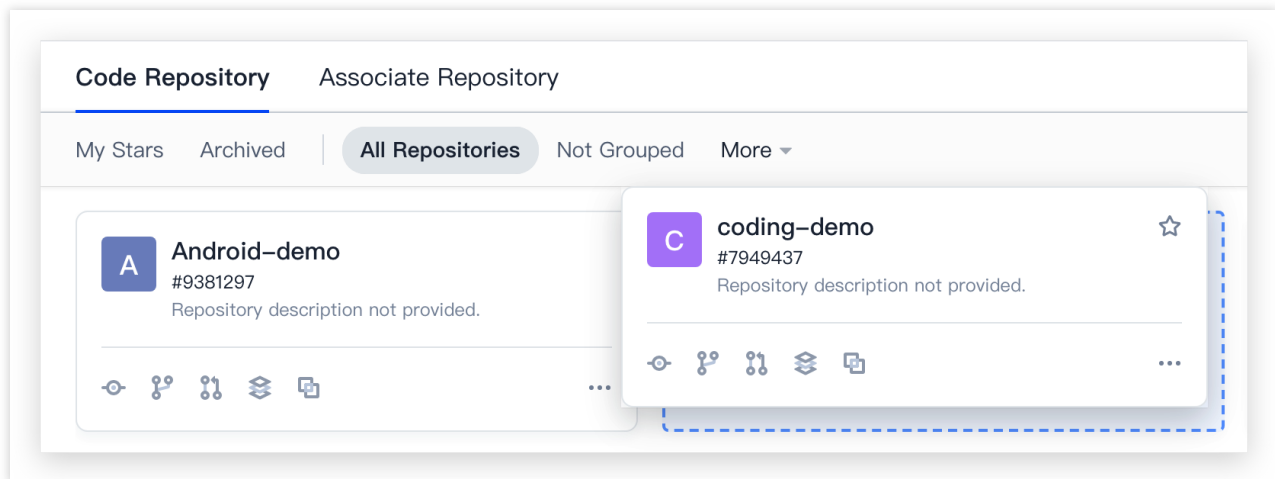 Code Repository Associate Repository
My Stars Archived All Repositories Not Grouped More
A Android-demo
#9381297
Repository description not provided.
C coding-demo
#7949437
Repository description not provided.